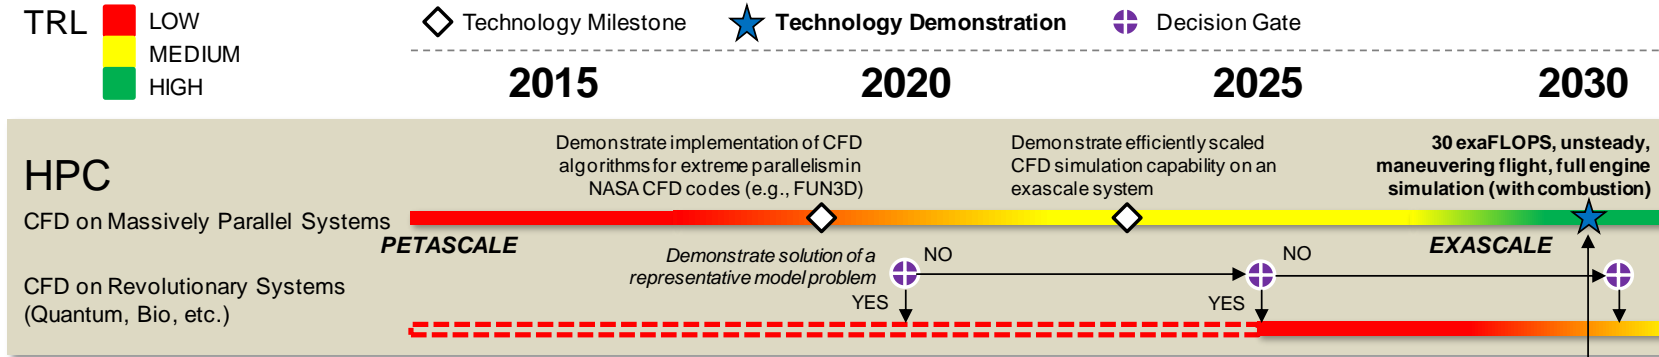 TRL
LOW
MEDIUM
HIGH
Technology Milestone
Technology Demonstration
Decision Gate
2015
2020
2025
2030
HPC
Demonstrate implementation of CFD
algorithms for extreme parallelism in
NASA CFD codes (e.g., FUN3D)
Demonstrate efficiently scaled
CFD simulation capability on an
exascale system
30 exaFLOPS, unsteady,
maneuvering flight, full engine
simulation (with combustion)
CFD on Massively Parallel Systems
PETASCALE
EXASCALE
Demonstrate solution of a
representative model problem
NO
NO
YES
YES
CFD on Revolutionary Systems
(Quantum, Bio, etc.)